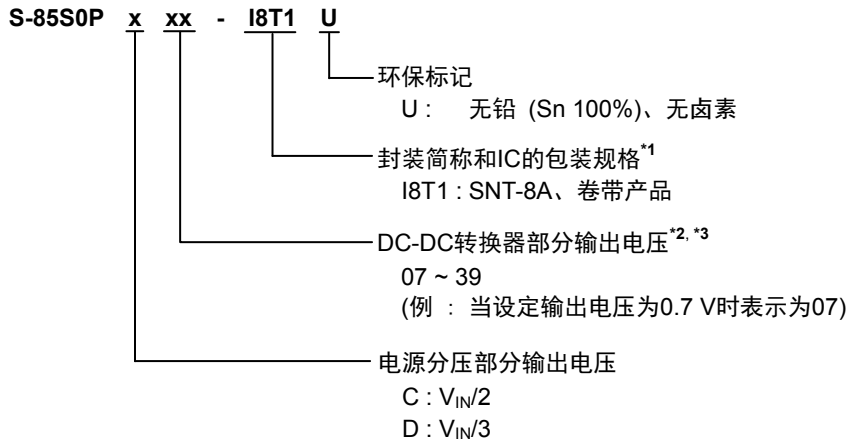 S-85S0P x xx - I8T1 U
环保标记
U : 无铅 (Sn 100%)、无卤素
封装简称和IC的包装规格*1
I8T1 : SNT-8A、卷带产品
DC-DC转换器部分输出电压*2, *3
07 ~ 39
(例 : 当设定输出电压为0.7 V时表示为07)
电源分压部分输出电压
C : VIN/2
D : VIN/3